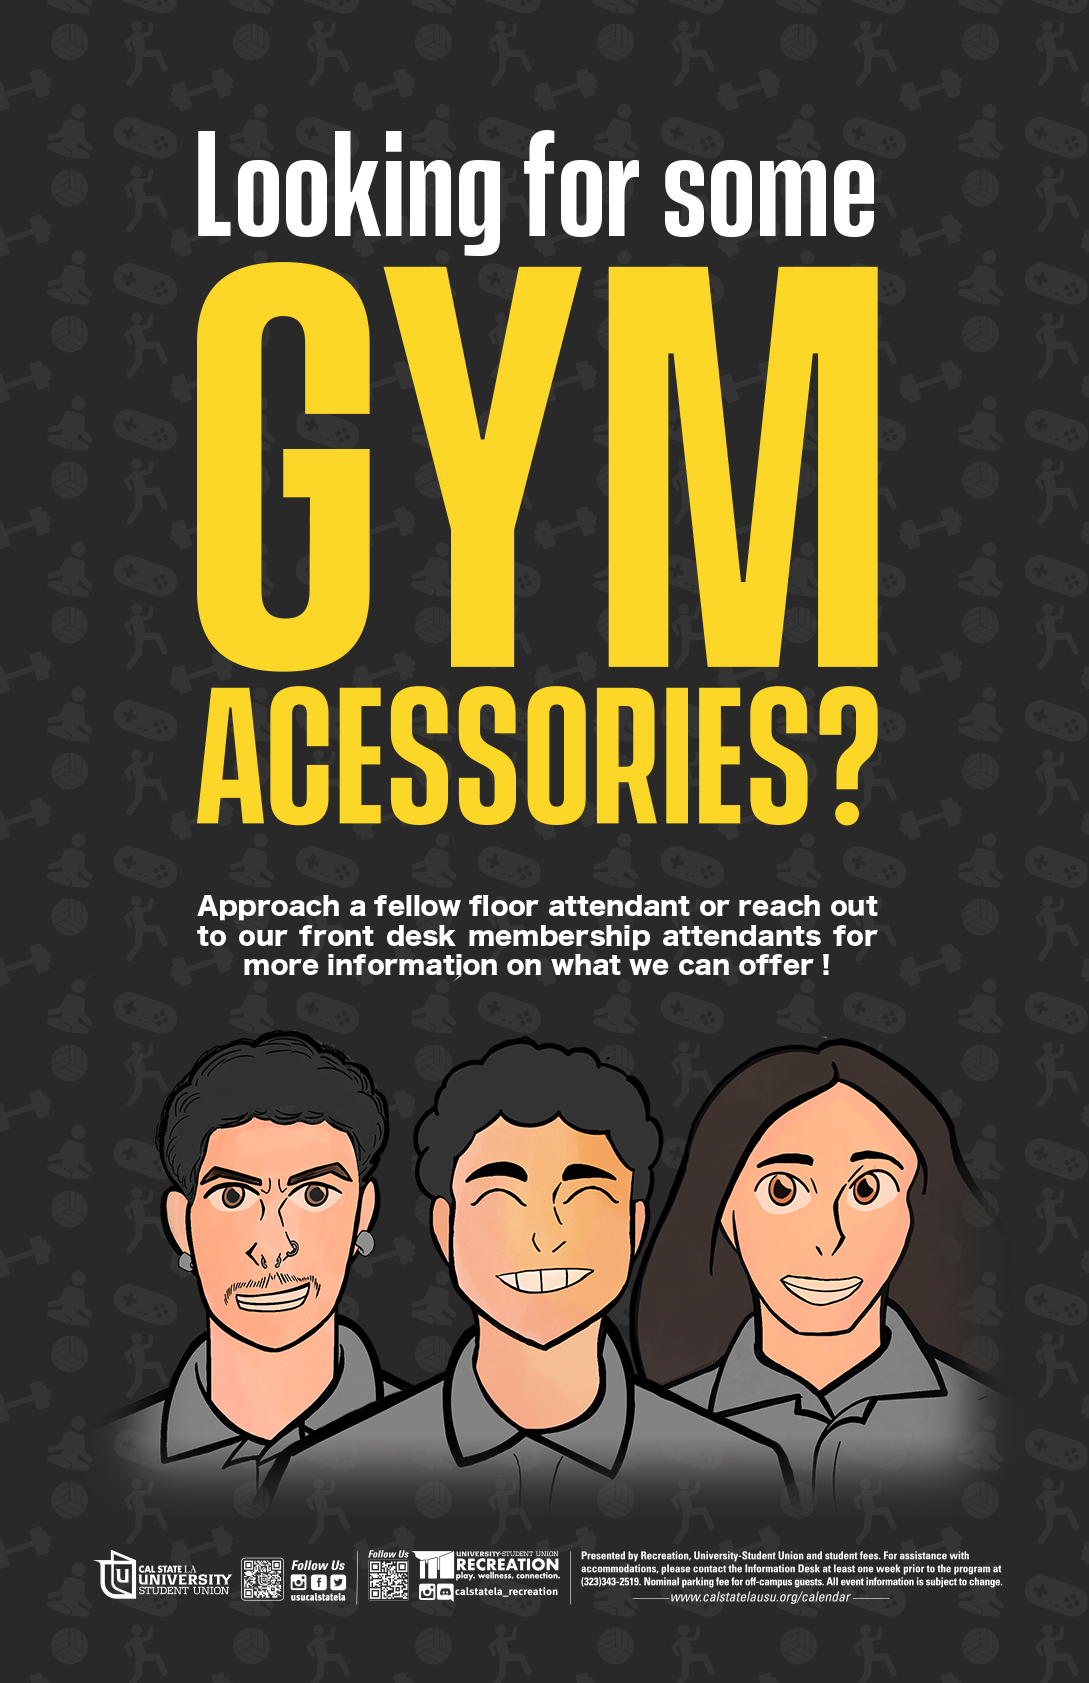 Looking for some
GYM
ACESSORIES?
Approach a fellow floor attendant or reach out
to our front desk membership attendants for
more information on what we can offer !
CAL STATE LA
UNIVERSITY
STUDENT UNION
Follow Us
usucalstatela
Follow Us
UNIVERSITY-STUDENT UNION
RECREATION
play. wellness. connection.
calstatela_recreation
Presented by Recreation, University-Student Union and student fees. For assistance with
accommodations, please contact the Information Desk at least one week prior to the program at
(323)343-2519. Nominal parking fee for off-campus guests. All event information is subject to change.
www.calstatelausu.org/calendar